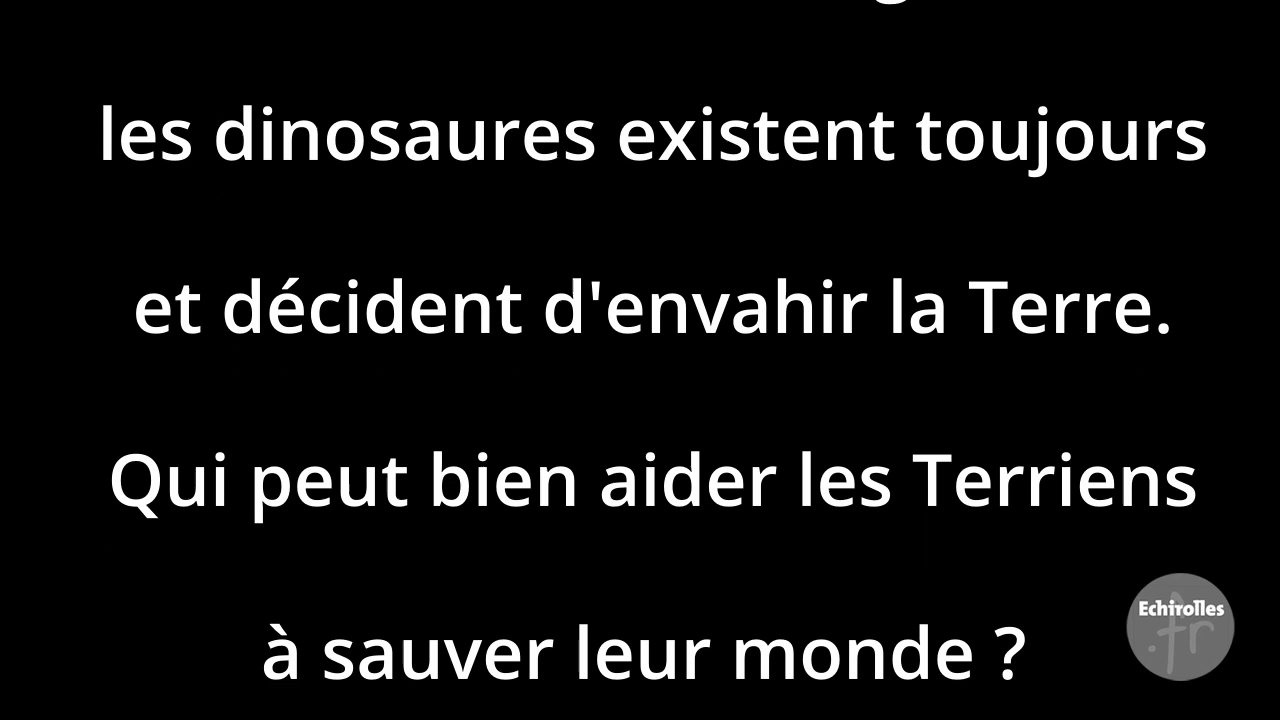 les dinosaures existent toujours
et décident d'envahir la Terre.
Qui peut bien aider les Terriens
à sauver leur monde ?
Echirolles
.fr